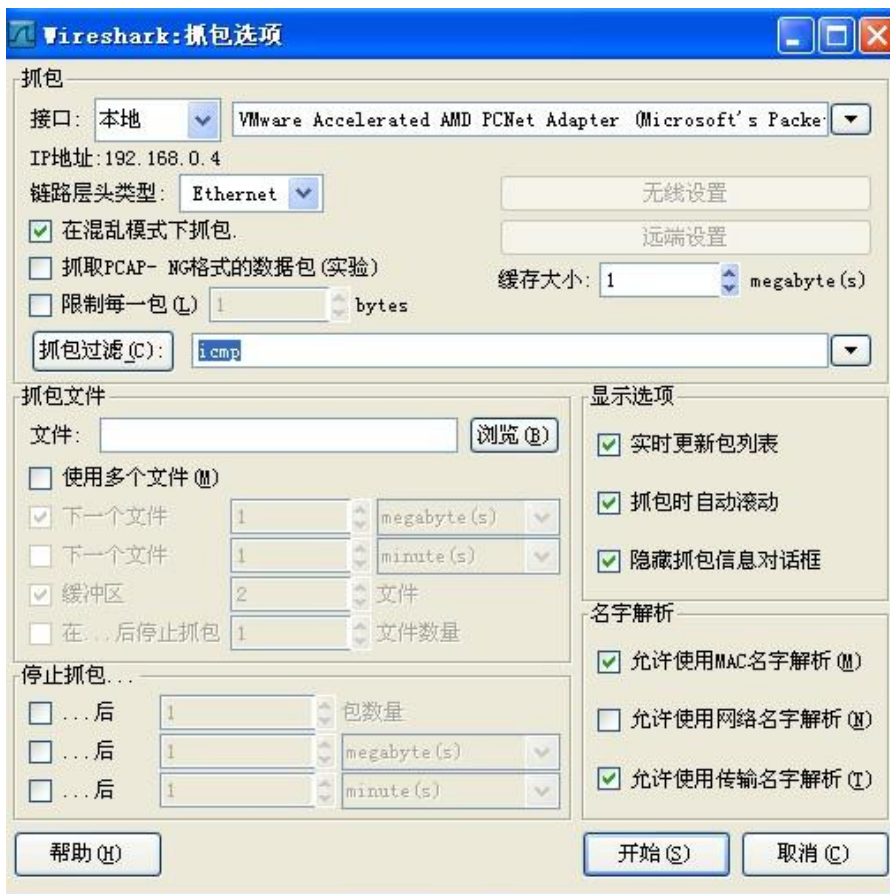 Wireshark:抓包选项
抓包
接口: 本地 VMware Accelerated AMD PCNet Adapter (Microsoft's Packe
IP地址:192.168.0.4
链路层头类型: Ethernet 无线设置
在混乱模式下抓包. 远端设置
抓取PCAP- NG格式的数据包(实验) 缓存大小: 1 megabyte(s)
限制每一包(L) 1 bytes
抓包过滤(C): icmp
抓包文件
文件: 浏览(B)
使用多个文件(M)
下一个文件 1 megabyte(s)
下一个文件 1 minute(s)
缓冲区 2 文件
在...后停止抓包 1 文件数量
停止抓包...
...后 1 包数量
...后 1 megabyte(s)
...后 1 minute(s)
显示选项
实时更新包列表
抓包时自动滚动
隐藏抓包信息对话框
名字解析
允许使用MAC名字解析(M)
允许使用网络名字解析(N)
允许使用传输名字解析(T)
帮助(H) 开始(S) 取消(C)